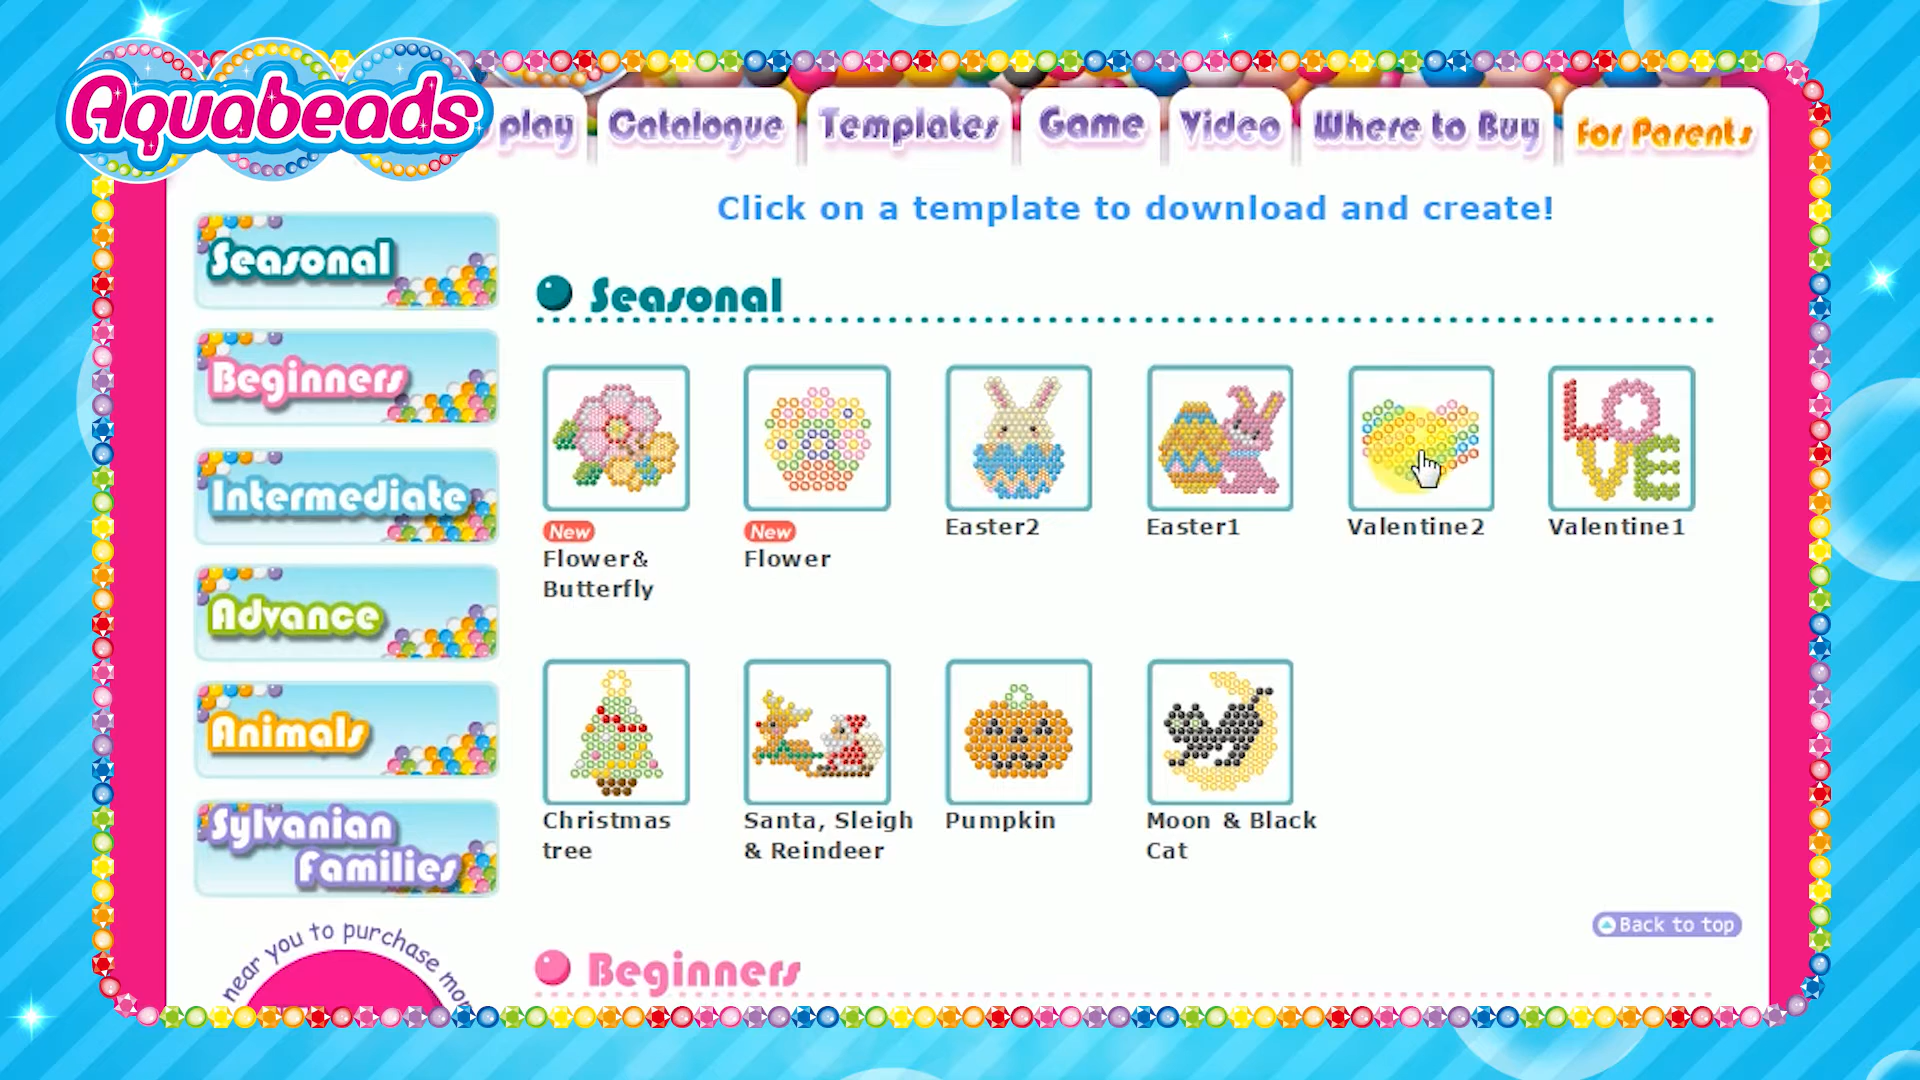 Aquabeads
play
Catalogue
Templates
Game
Video
Where to Buy
For Parents
Click on a template to download and create!
Seasonal
Beginners
Intermediate
Advance
Animals
Sylvanian
Families
near you to purchase
Seasonal
New
Flower&
Butterfly
New
Flower
Easter2
Easter1
Valentine2
LOVE
Valentine1
Christmas
tree
Santa, Sleigh
& Reindeer
Pumpkin
Moon & Black
Cat
Back to top
Beginners